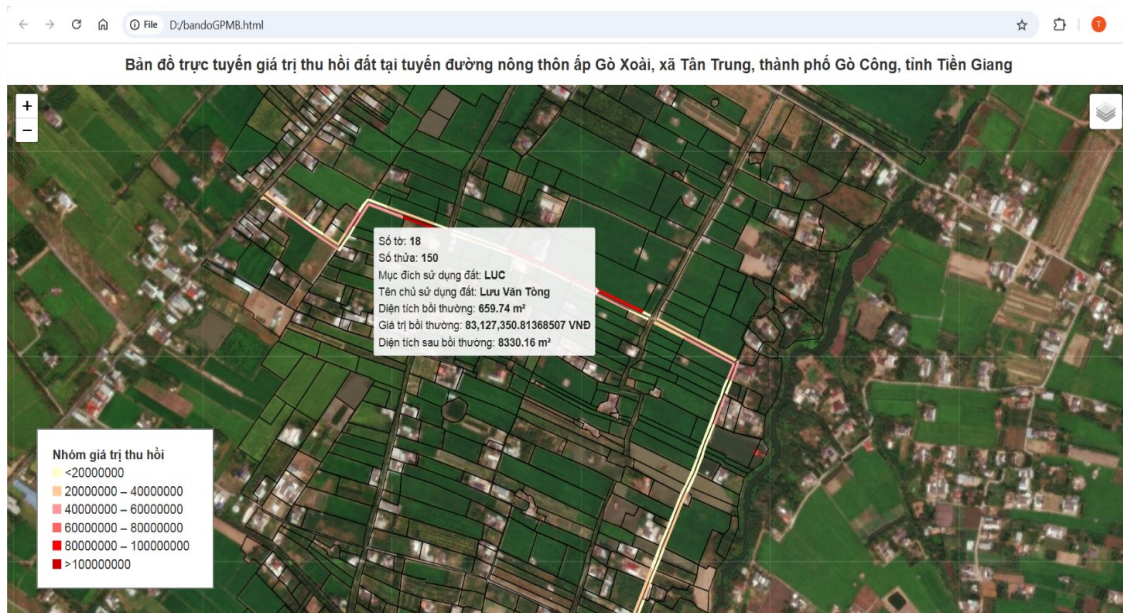 File D:/bandoGPMB.html
T
Bản đồ trực tuyến giá trị thu hồi đất tại tuyến đường nông thôn ấp Gò Xoài, xã Tân Trung, thành phố Gò Công, tỉnh Tiền Giang
+
−
Số tờ: 18
Số thửa: 150
Mục đích sử dụng đất: LUC
Tên chủ sử dụng đất: Lưu Văn Tòng
Diện tích bồi thường: 659.74 m²
Giá trị bồi thường: 83,127,350.81368507 VNĐ
Diện tích sau bồi thường: 8330.16 m²
Nhóm giá trị thu hồi
<20000000
20000000 – 40000000
40000000 – 60000000
60000000 – 80000000
80000000 – 100000000
>100000000